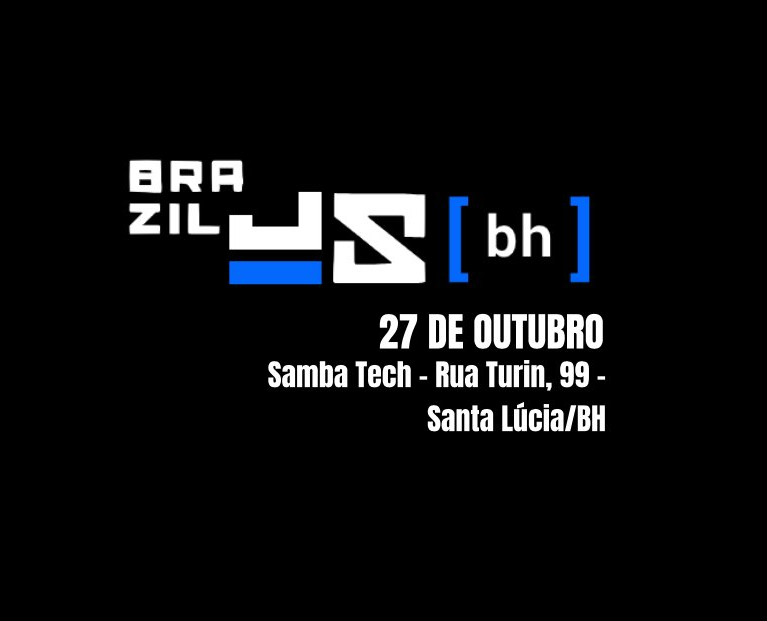 BRA
ZIL JS [bh]
27 DE OUTUBRO
Samba Tech - Rua Turin, 99 -
Santa Lúcia/BH